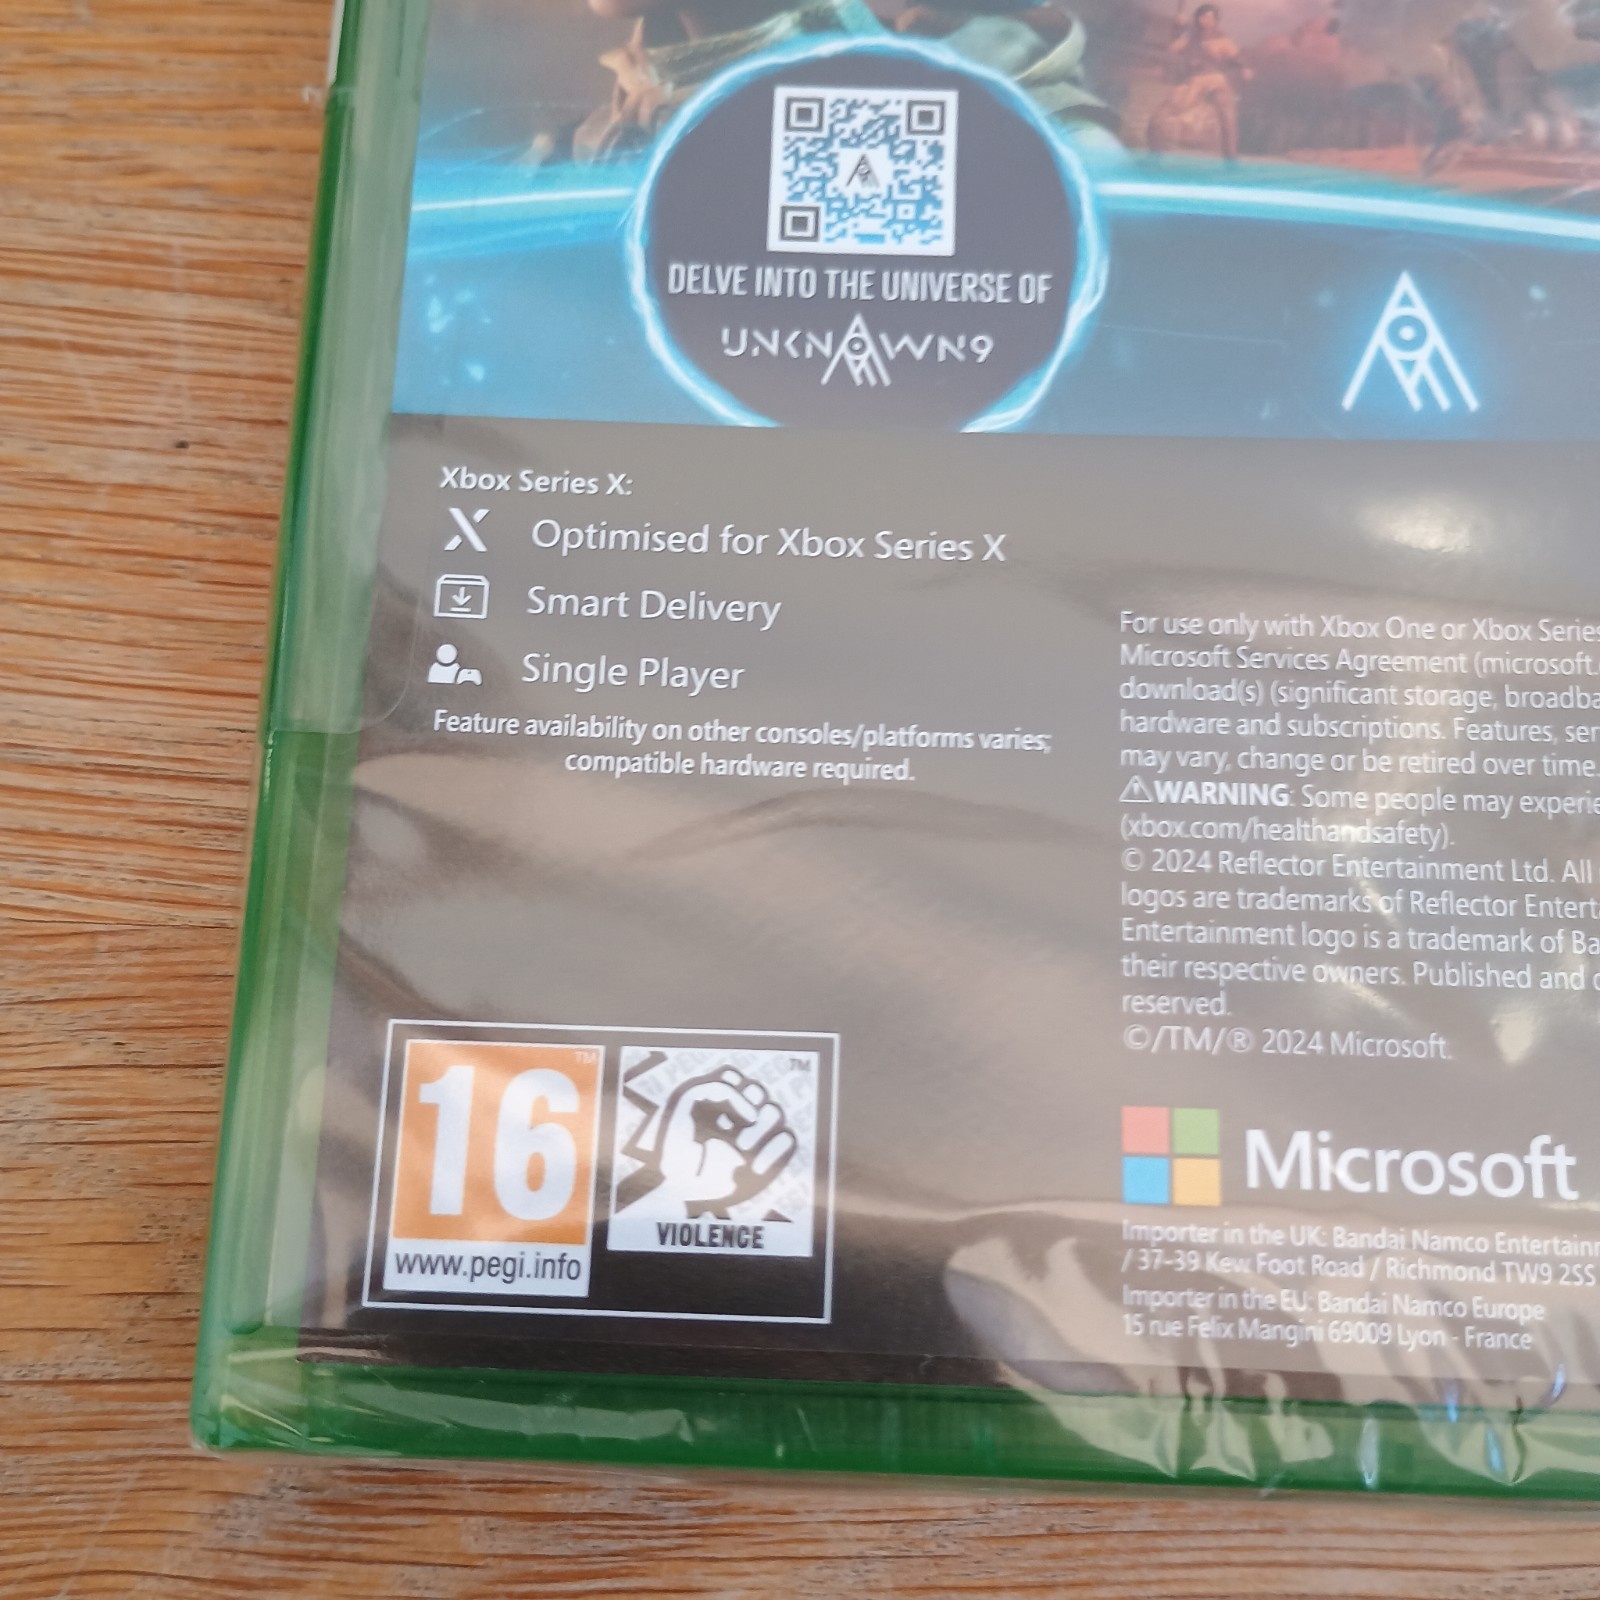 DELVE INTO THE UNIVERSE OF
UNKNOWN9
Xbox Series X:
Optimised for Xbox Series X
Smart Delivery
Single Player
Feature availability on other consoles/platforms varies;
compatible hardware required.
For use only with Xbox One or Xbox Series
Microsoft Services Agreement (microsoft.
download(s) (significant storage,
hardware and subscriptions. Features,
may vary, change or be retired over time.
⚠WARNING: Some people may
(xbox.com/healthandsafety).
© 2024 Reflector Entertainment Ltd. All
logos are trademarks of Reflector
Entertainment logo is a trademark of
their respective owners. Published and
reserved.
©/TM/® 2024 Microsoft.
16 TM
www.pegi.info
TM
VIOLENCE
Microsoft
Importer in the UK: Bandai Namco
/ 37-39 Kew Foot Road / Richmond TW9 2SS
Importer in the EU: Bandai Namco Europe
15 rue Felix Mangini 69009 Lyon - France